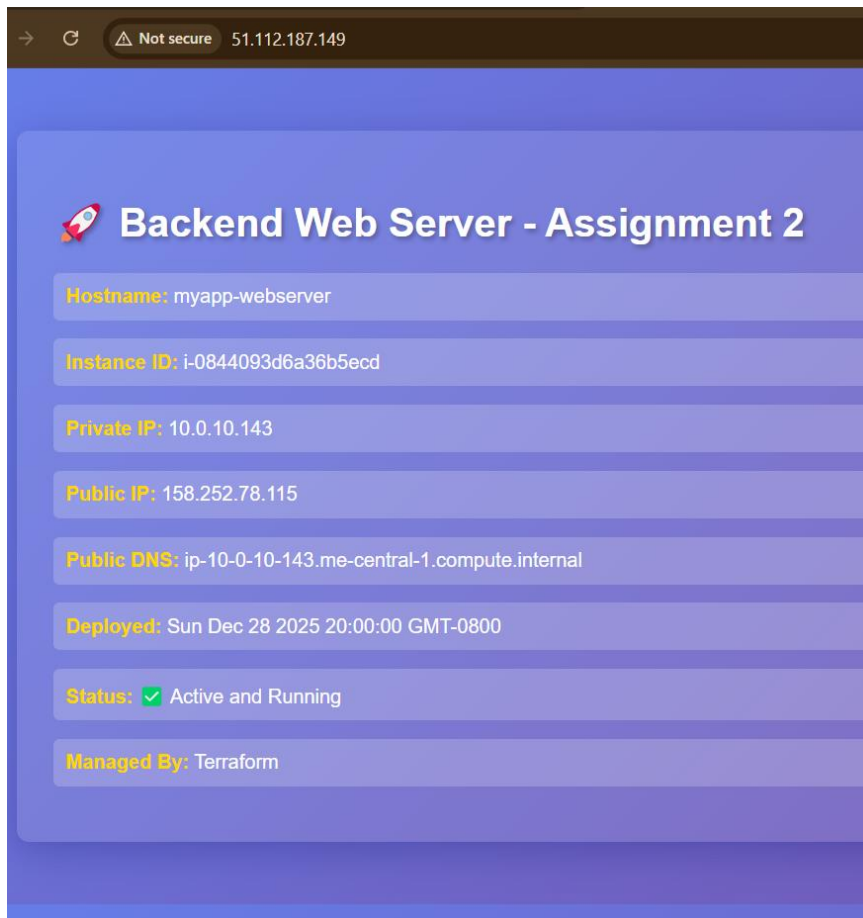 Not secure 51.112.187.149
🚀 Backend Web Server - Assignment 2
Hostname: myapp-webserver
Instance ID: i-0844093d6a36b5ecd
Private IP: 10.0.10.143
Public IP: 158.252.78.115
Public DNS: ip-10-0-10-143.me-central-1.compute.internal
Deployed: Sun Dec 28 2025 20:00:00 GMT-0800
Status: ✅ Active and Running
Managed By: Terraform